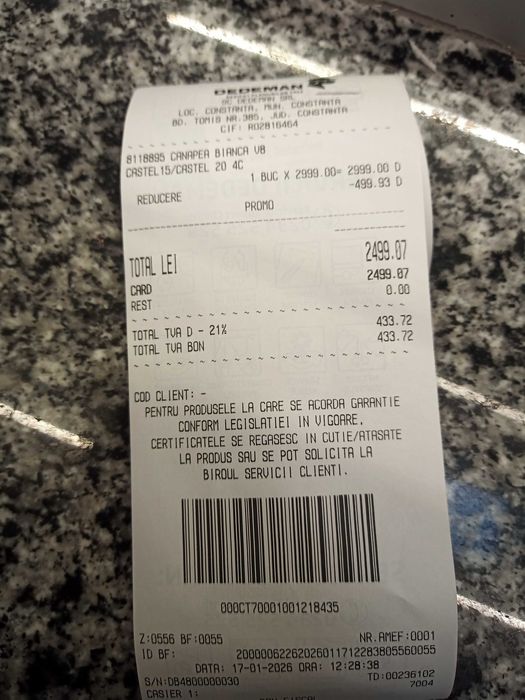 DEDEMAN
SC DEDEMAN SRL
LOC. CONSTANTA, MUN. CONSTANTA
BD. TOMIS NR.385, JUD. CONSTANTA
CIF: RO2816464
8118895 CANAPEA BIANCA V8
CASTEL15/CASTEL 20 4C
1 BUC X 2999.00= 2999.00 D
REDUCERE -499.93 D
PROMO
TOTAL LEI 2499.07
CARD 2499.07
REST 0.00
TOTAL TVA D - 21% 433.72
TOTAL TVA BON 433.72
COD CLIENT: -
PENTRU PRODUSELE LA CARE SE ACORDA GARANTIE
CONFORM LEGISLATIEI IN VIGOARE,
CERTIFICATELE SE REGASESC IN CUTIE/ATASATE
LA PRODUS SAU SE POT SOLICITA LA
BIROUL SERVICII CLIENTI.
000CT70001001218435
Z:0556 BF:0055 NR.AMEF:0001
ID BF: 20000062262026011712283805560055
DATA: 17-01-2026 ORA: 12:28:38
S/N:DB4800000030 TD:00236102
CASIER 1: 7004